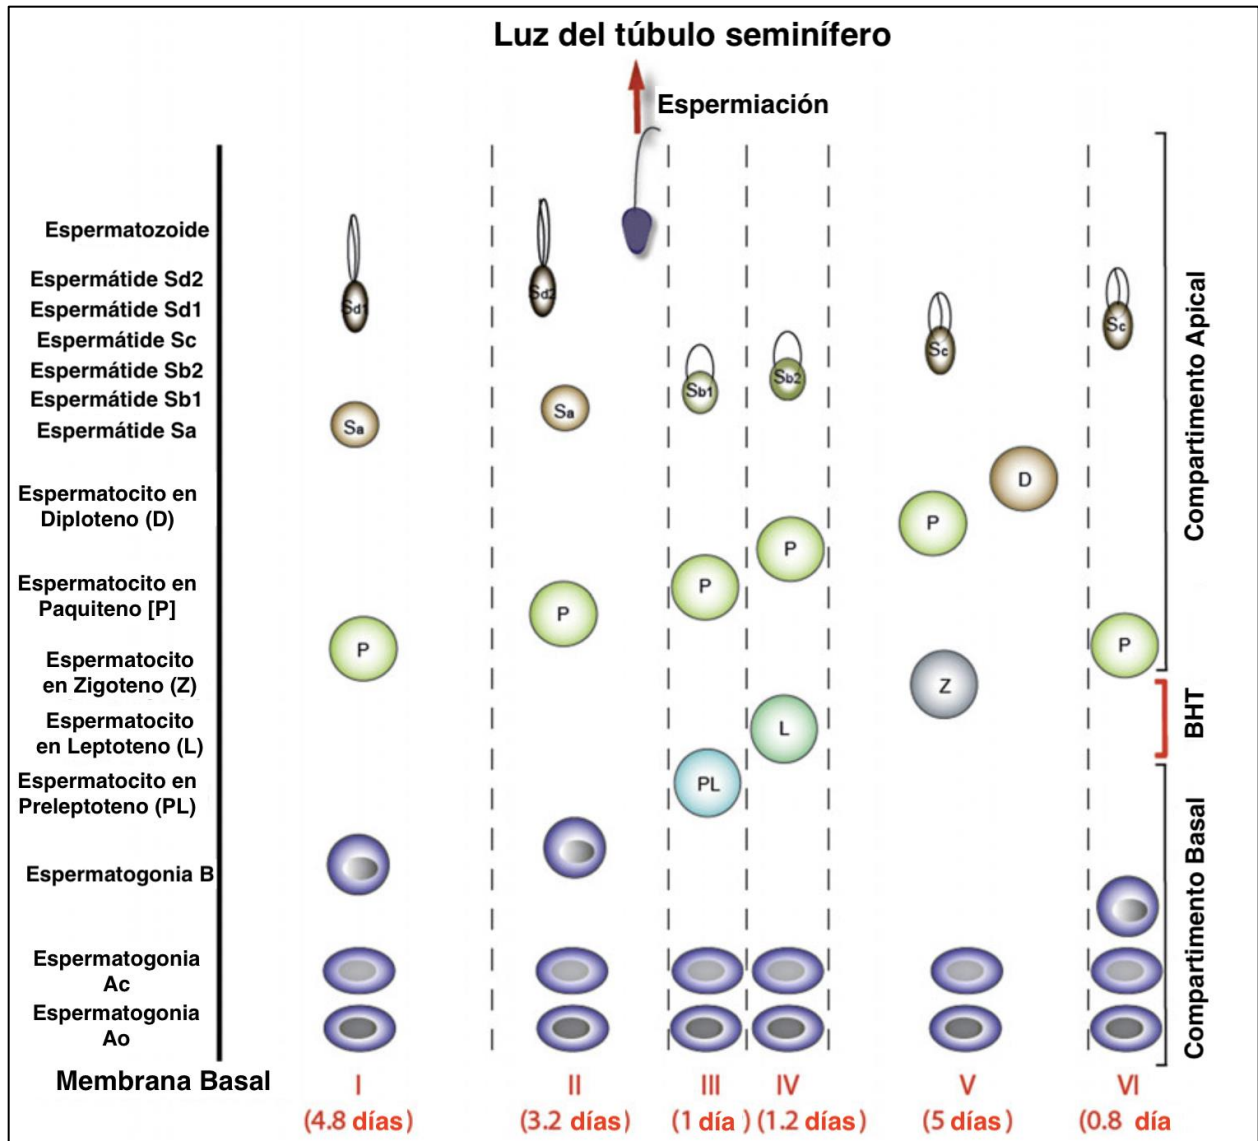 Luz del túbulo seminífero
Espermiación
Espermatozoide
Espermátide Sd2
Espermátide Sd1
Espermátide Sc
Espermátide Sb2
Espermátide Sb1
Espermátide Sa
Espermatocito en
Diploteno (D)
Espermatocito en
Paquiteno [P]
Espermatocito
en Zigoteno (Z)
Espermatocito
en Leptoteno (L)
Espermatocito en
Preleptoteno (PL)
Espermatogonia B
Espermatogonia
Ac
Espermatogonia
Ao
Membrana Basal
Sd1
Sa
P
Sd2
Sa
P
Sb1
P
PL
Sb2
P
L
Sc
P
D
Z
Sc
P
Compartimento Apical
BHT
Compartimento Basal
I
II
III
IV
V
VI
(4.8 días)
(3.2 días)
(1 día )
(1.2 días)
(5 días)
(0.8 día